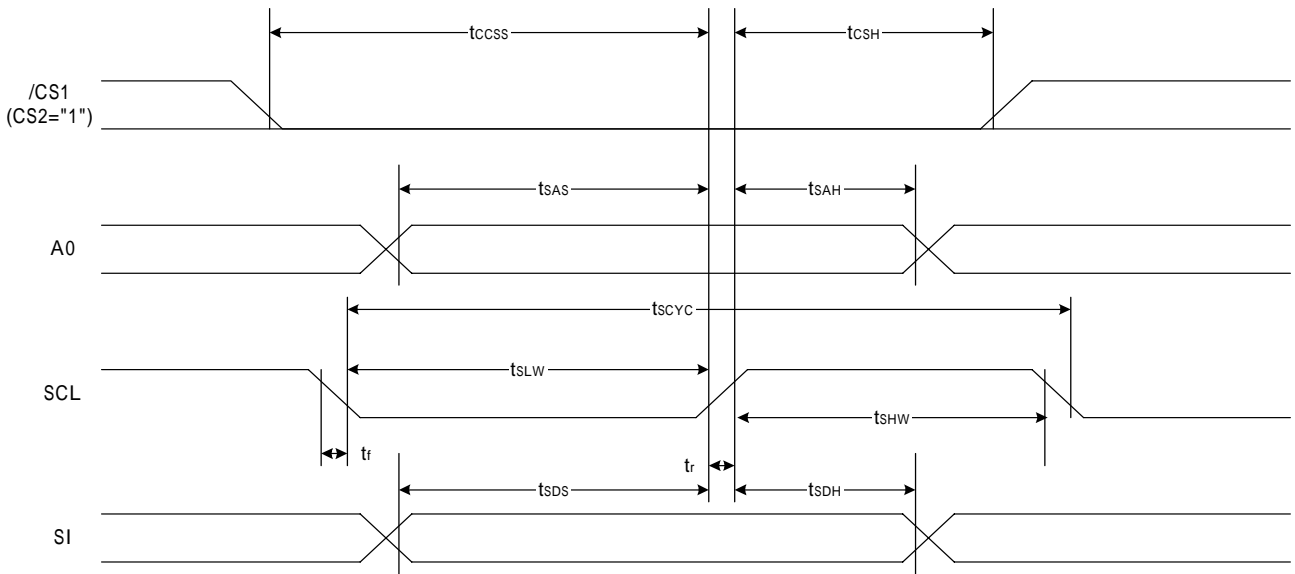 tCCSS
tCSH
/CS1
(CS2="1")
tSAS
tSAH
A0
tSCYC
tSLW
SCL
tSHW
tf
tr
tSDS
tSDH
SI